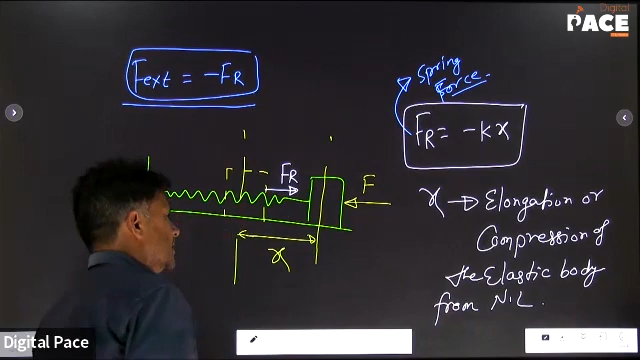 Digital
PACE
Fext = -FR
Spring
Force.
FR = -Kx
FR
F
x
x → Elongation or
Compression of
the Elastic body
from N.L.
Digital Pace